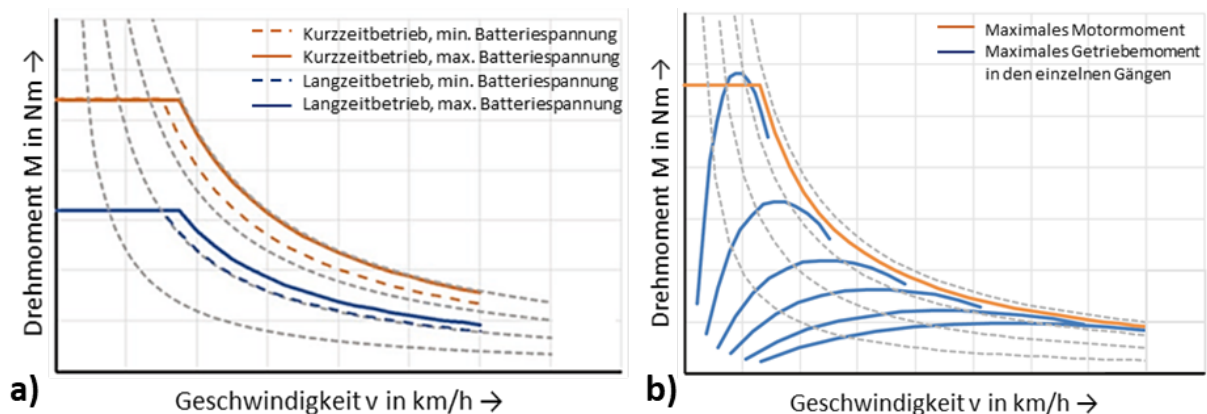 Drehmoment M in Nm →
Kurzzeitbetrieb, min. Batteriespannung
Kurzzeitbetrieb, max. Batteriespannung
Langzeitbetrieb, min. Batteriespannung
Langzeitbetrieb, max. Batteriespannung
a)
Geschwindigkeit v in km/h →
Drehmoment M in Nm →
Maximales Motormoment
Maximales Getriebemoment
in den einzelnen Gängen
b)
Geschwindigkeit v in km/h →